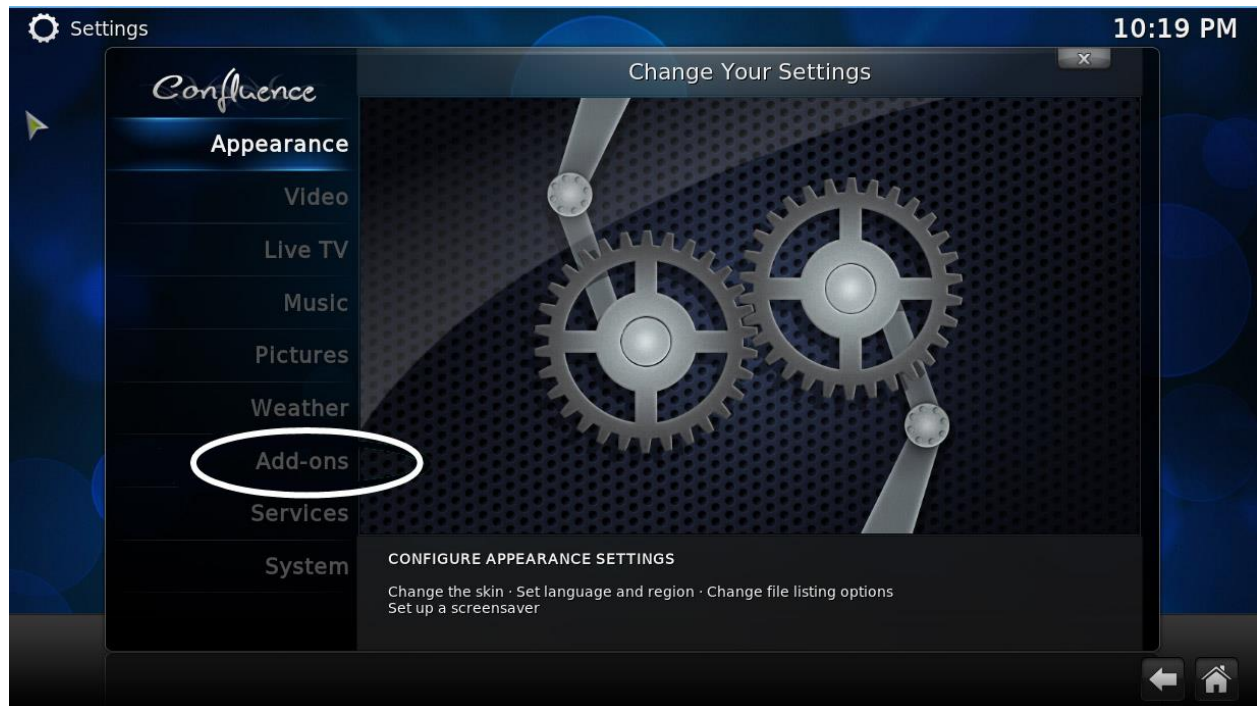 Settings
10:19 PM
Confluence
Change Your Settings
x
Appearance
Video
Live TV
Music
Pictures
Weather
Add-ons
Services
System
CONFIGURE APPEARANCE SETTINGS
Change the skin · Set language and region · Change file listing options
Set up a screensaver